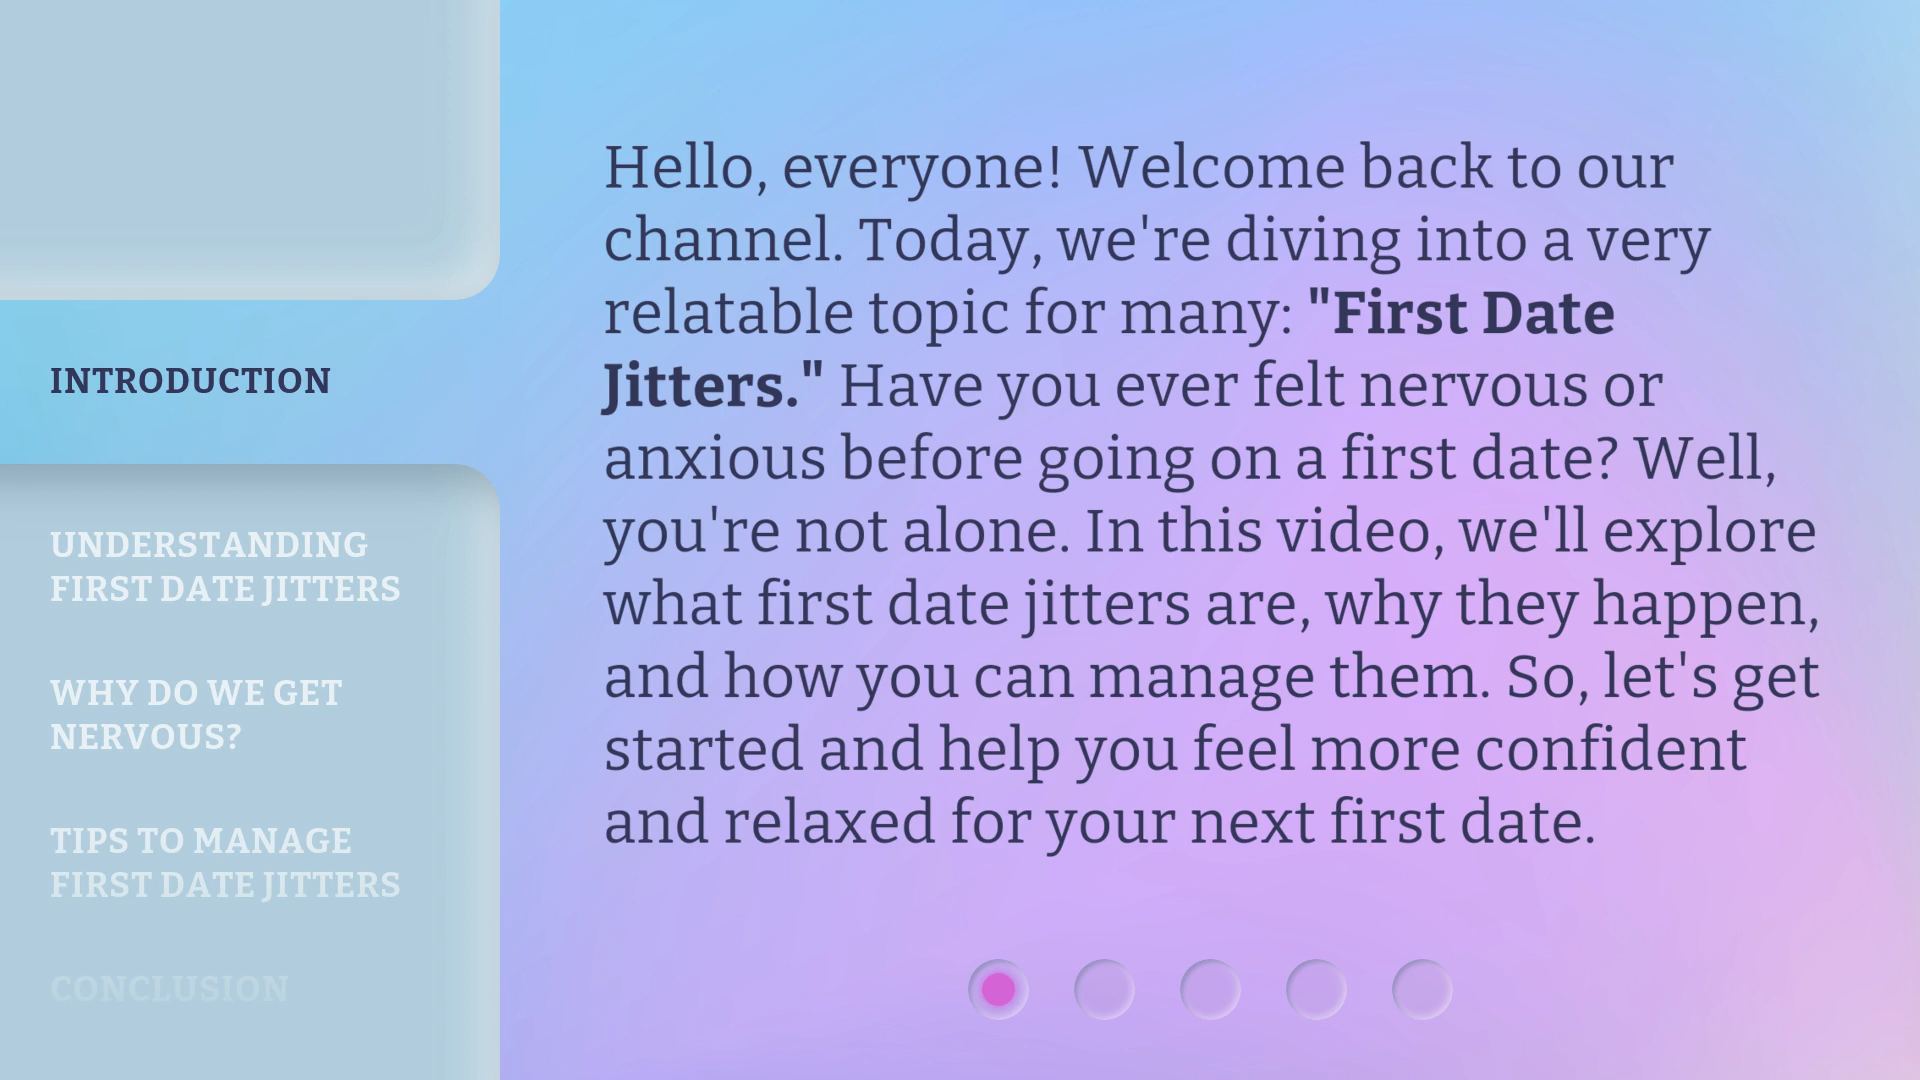 INTRODUCTION
UNDERSTANDING
FIRST DATE JITTERS
WHY DO WE GET
NERVOUS?
TIPS TO MANAGE
FIRST DATE JITTERS
CONCLUSION
Hello, everyone! Welcome back to our
channel. Today, we're diving into a very
relatable topic for many: "First Date
Jitters." Have you ever felt nervous or
anxious before going on a first date? Well,
you're not alone. In this video, we'll explore
what first date jitters are, why they happen,
and how you can manage them. So, let's get
started and help you feel more confident
and relaxed for your next first date.